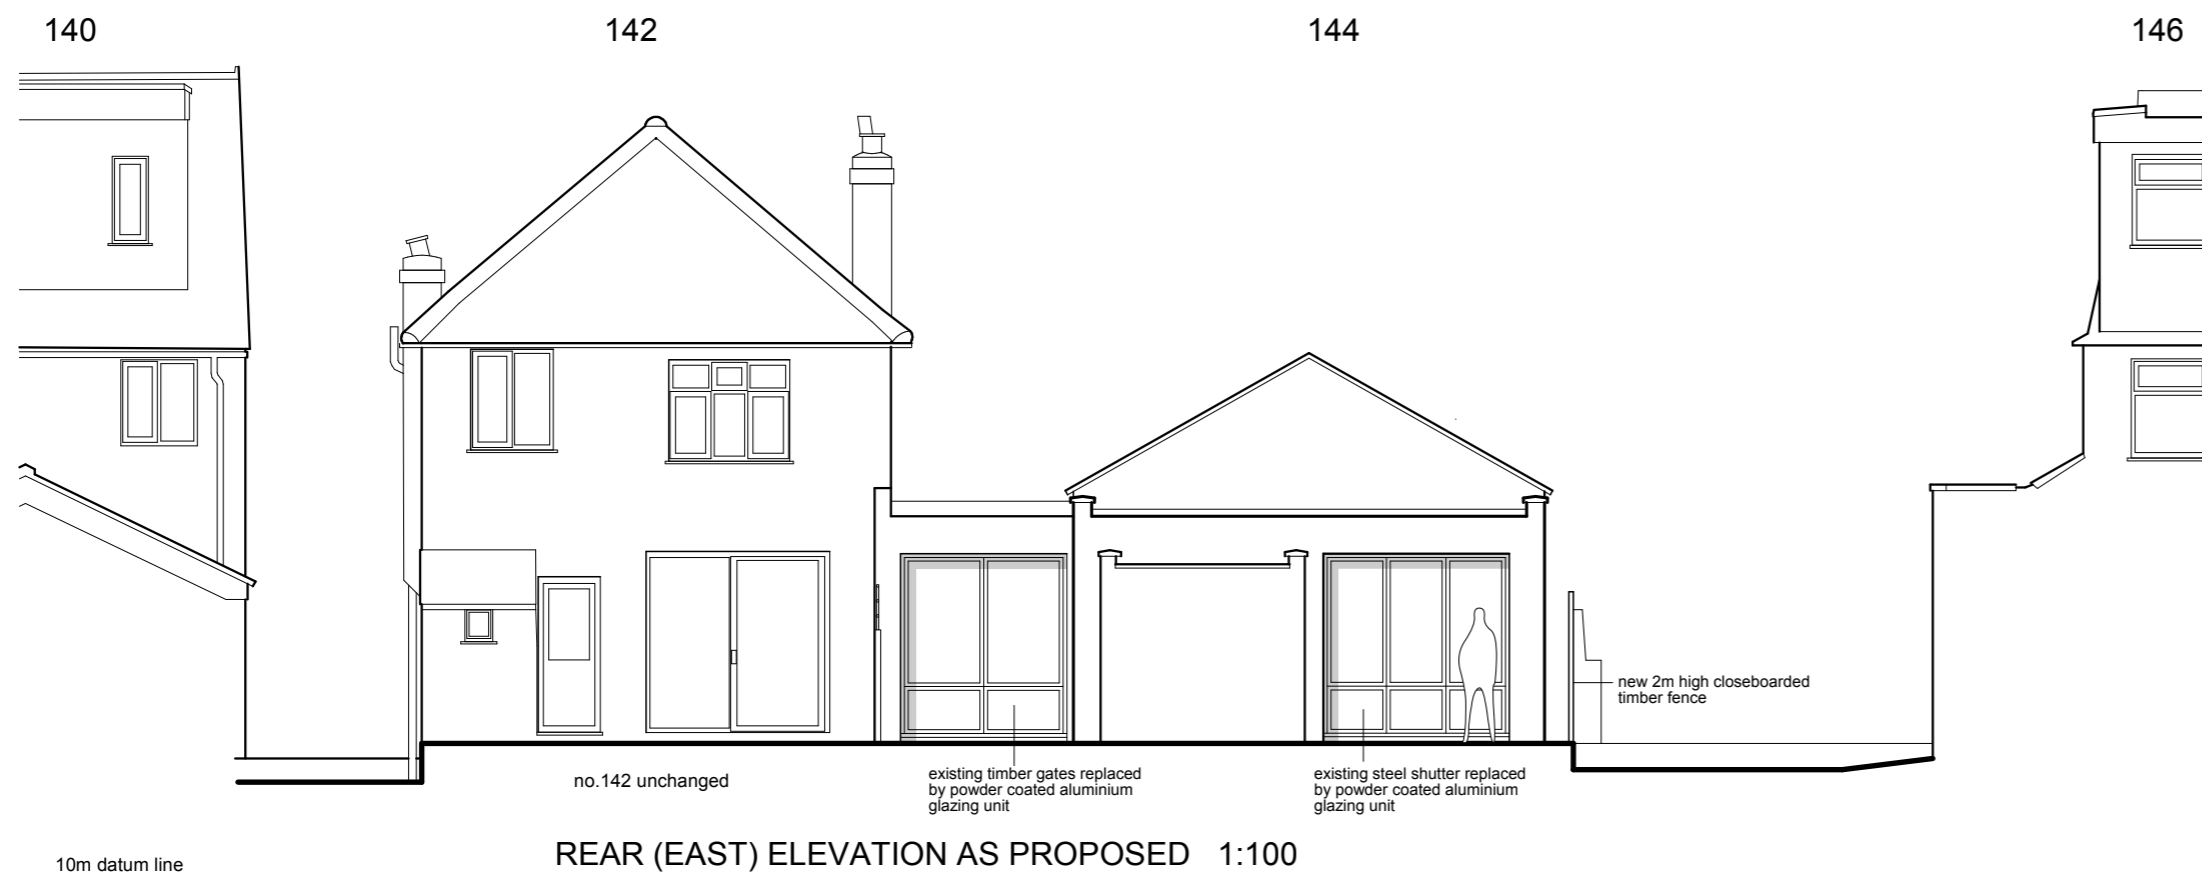 140
142
144
146
new 2m high closeboarded
timber fence
no.142 unchanged
existing timber gates replaced
by powder coated aluminium
glazing unit
existing steel shutter replaced
by powder coated aluminium
glazing unit
REAR (EAST) ELEVATION AS PROPOSED 1:100
10m datum line